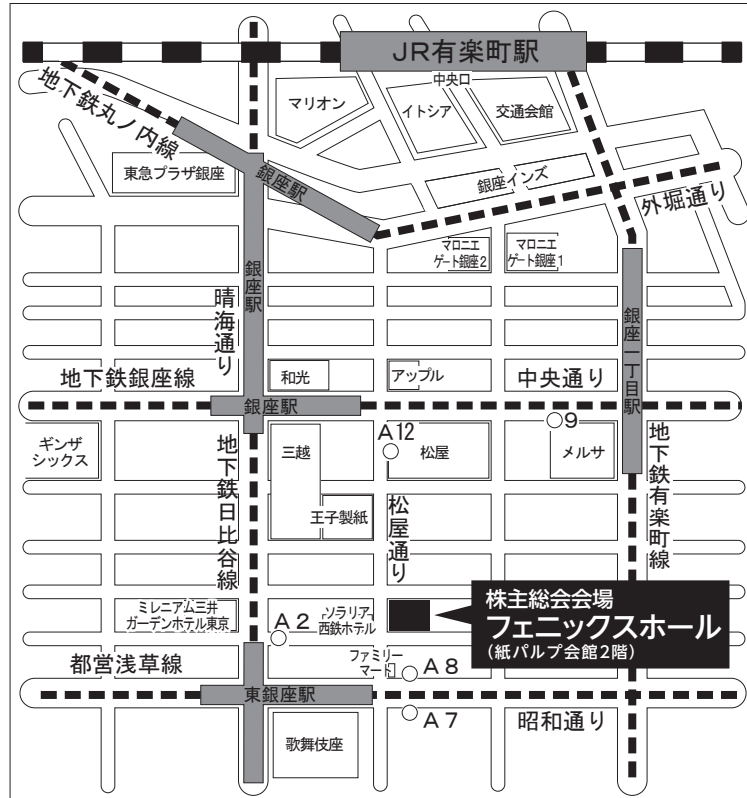 JR有楽町駅
中央口
地下鉄丸ノ内線
マリオン
イトシア
交通会館
東急プラザ銀座
銀座駅
銀座インズ
外堀通り
マロニエ
ゲート銀座2
マロニエ
ゲート銀座1
銀座駅
晴海通り
銀座一丁目駅
地下鉄銀座線
和光
アップル
中央通り
銀座駅
9
A12
ギンザ
シックス
三越
松屋
メルサ
地下鉄日比谷線
王子製紙
松屋通り
地下鉄有楽町線
株主総会会場
フェニックスホール
(紙パルプ会館2階)
ミレニアム三井
ガーデンホテル東京
A2
ソラリア
西鉄ホテル
都営浅草線
ファミリー
マート
A8
東銀座駅
A7
昭和通り
歌舞伎座